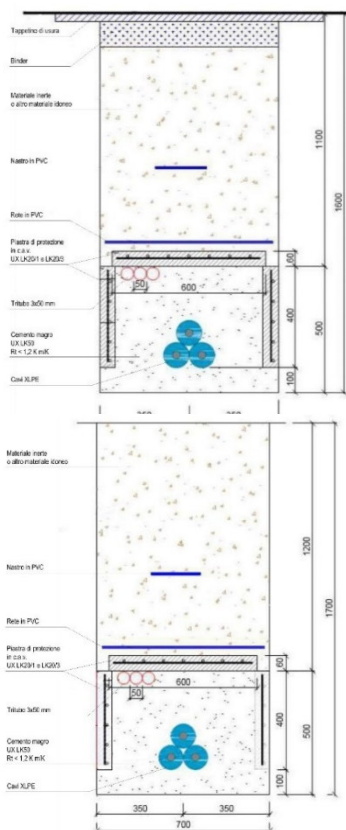 Tappetino di usura
Binder
Materiale inerte
o altro materiale idoneo
Nastro in PVC
Rete in PVC
Piastra di protezione
in c.a.v.
UX LK20/1 e LK20/3
Tritubo 3x50 mm
Cemento magro
UX LK50
Rt < 1,2 K m/K
Cavi XLPE
50
600
60
400
100
1100
500
1600
Materiale inerte
o altro materiale idoneo
Nastro in PVC
Rete in PVC
Piastra di protezione
in c.a.v.
UX LK20/1 e LK20/3
Tritubo 3x50 mm
Cemento magro
UX LK50
Rt < 1,2 K m/K
Cavi XLPE
50
600
60
400
100
1200
500
1700
350
350
700